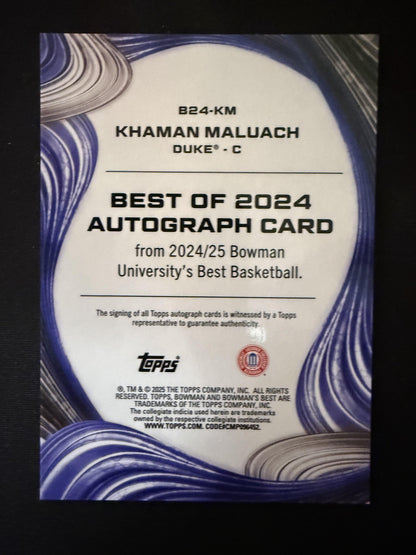 B24-KM
KHAMAN MALUACH
DUKE® - C
BEST OF 2024
AUTOGRAPH CARD
from 2024/25 Bowman
University's Best Basketball.
The signing of all Topps autograph cards is witnessed by a Topps
representative to guarantee authenticity.
topps®
®, TM & © 2025 THE TOPPS COMPANY, INC. ALL RIGHTS
RESERVED. TOPPS, BOWMAN AND BOWMAN'S BEST ARE
TRADEMARKS OF THE TOPPS COMPANY, INC.
The collegiate indicia used herein are trademarks
owned by the respective collegiate institutions.
WWW.TOPPS.COM. CODE#CMP096452.